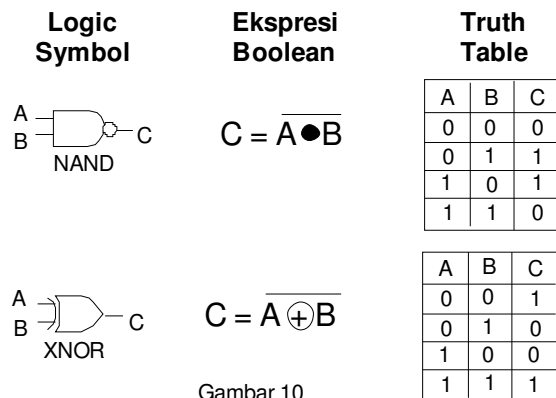 Logic Symbol
Ekspresi Boolean
Truth Table
A
B
C
NAND
C = A●B
A B C
0 0 0
0 1 1
1 0 1
1 1 0
A
B
C
XNOR
C = A⊕B
A B C
0 0 1
0 1 0
1 0 0
1 1 1
Gambar 10